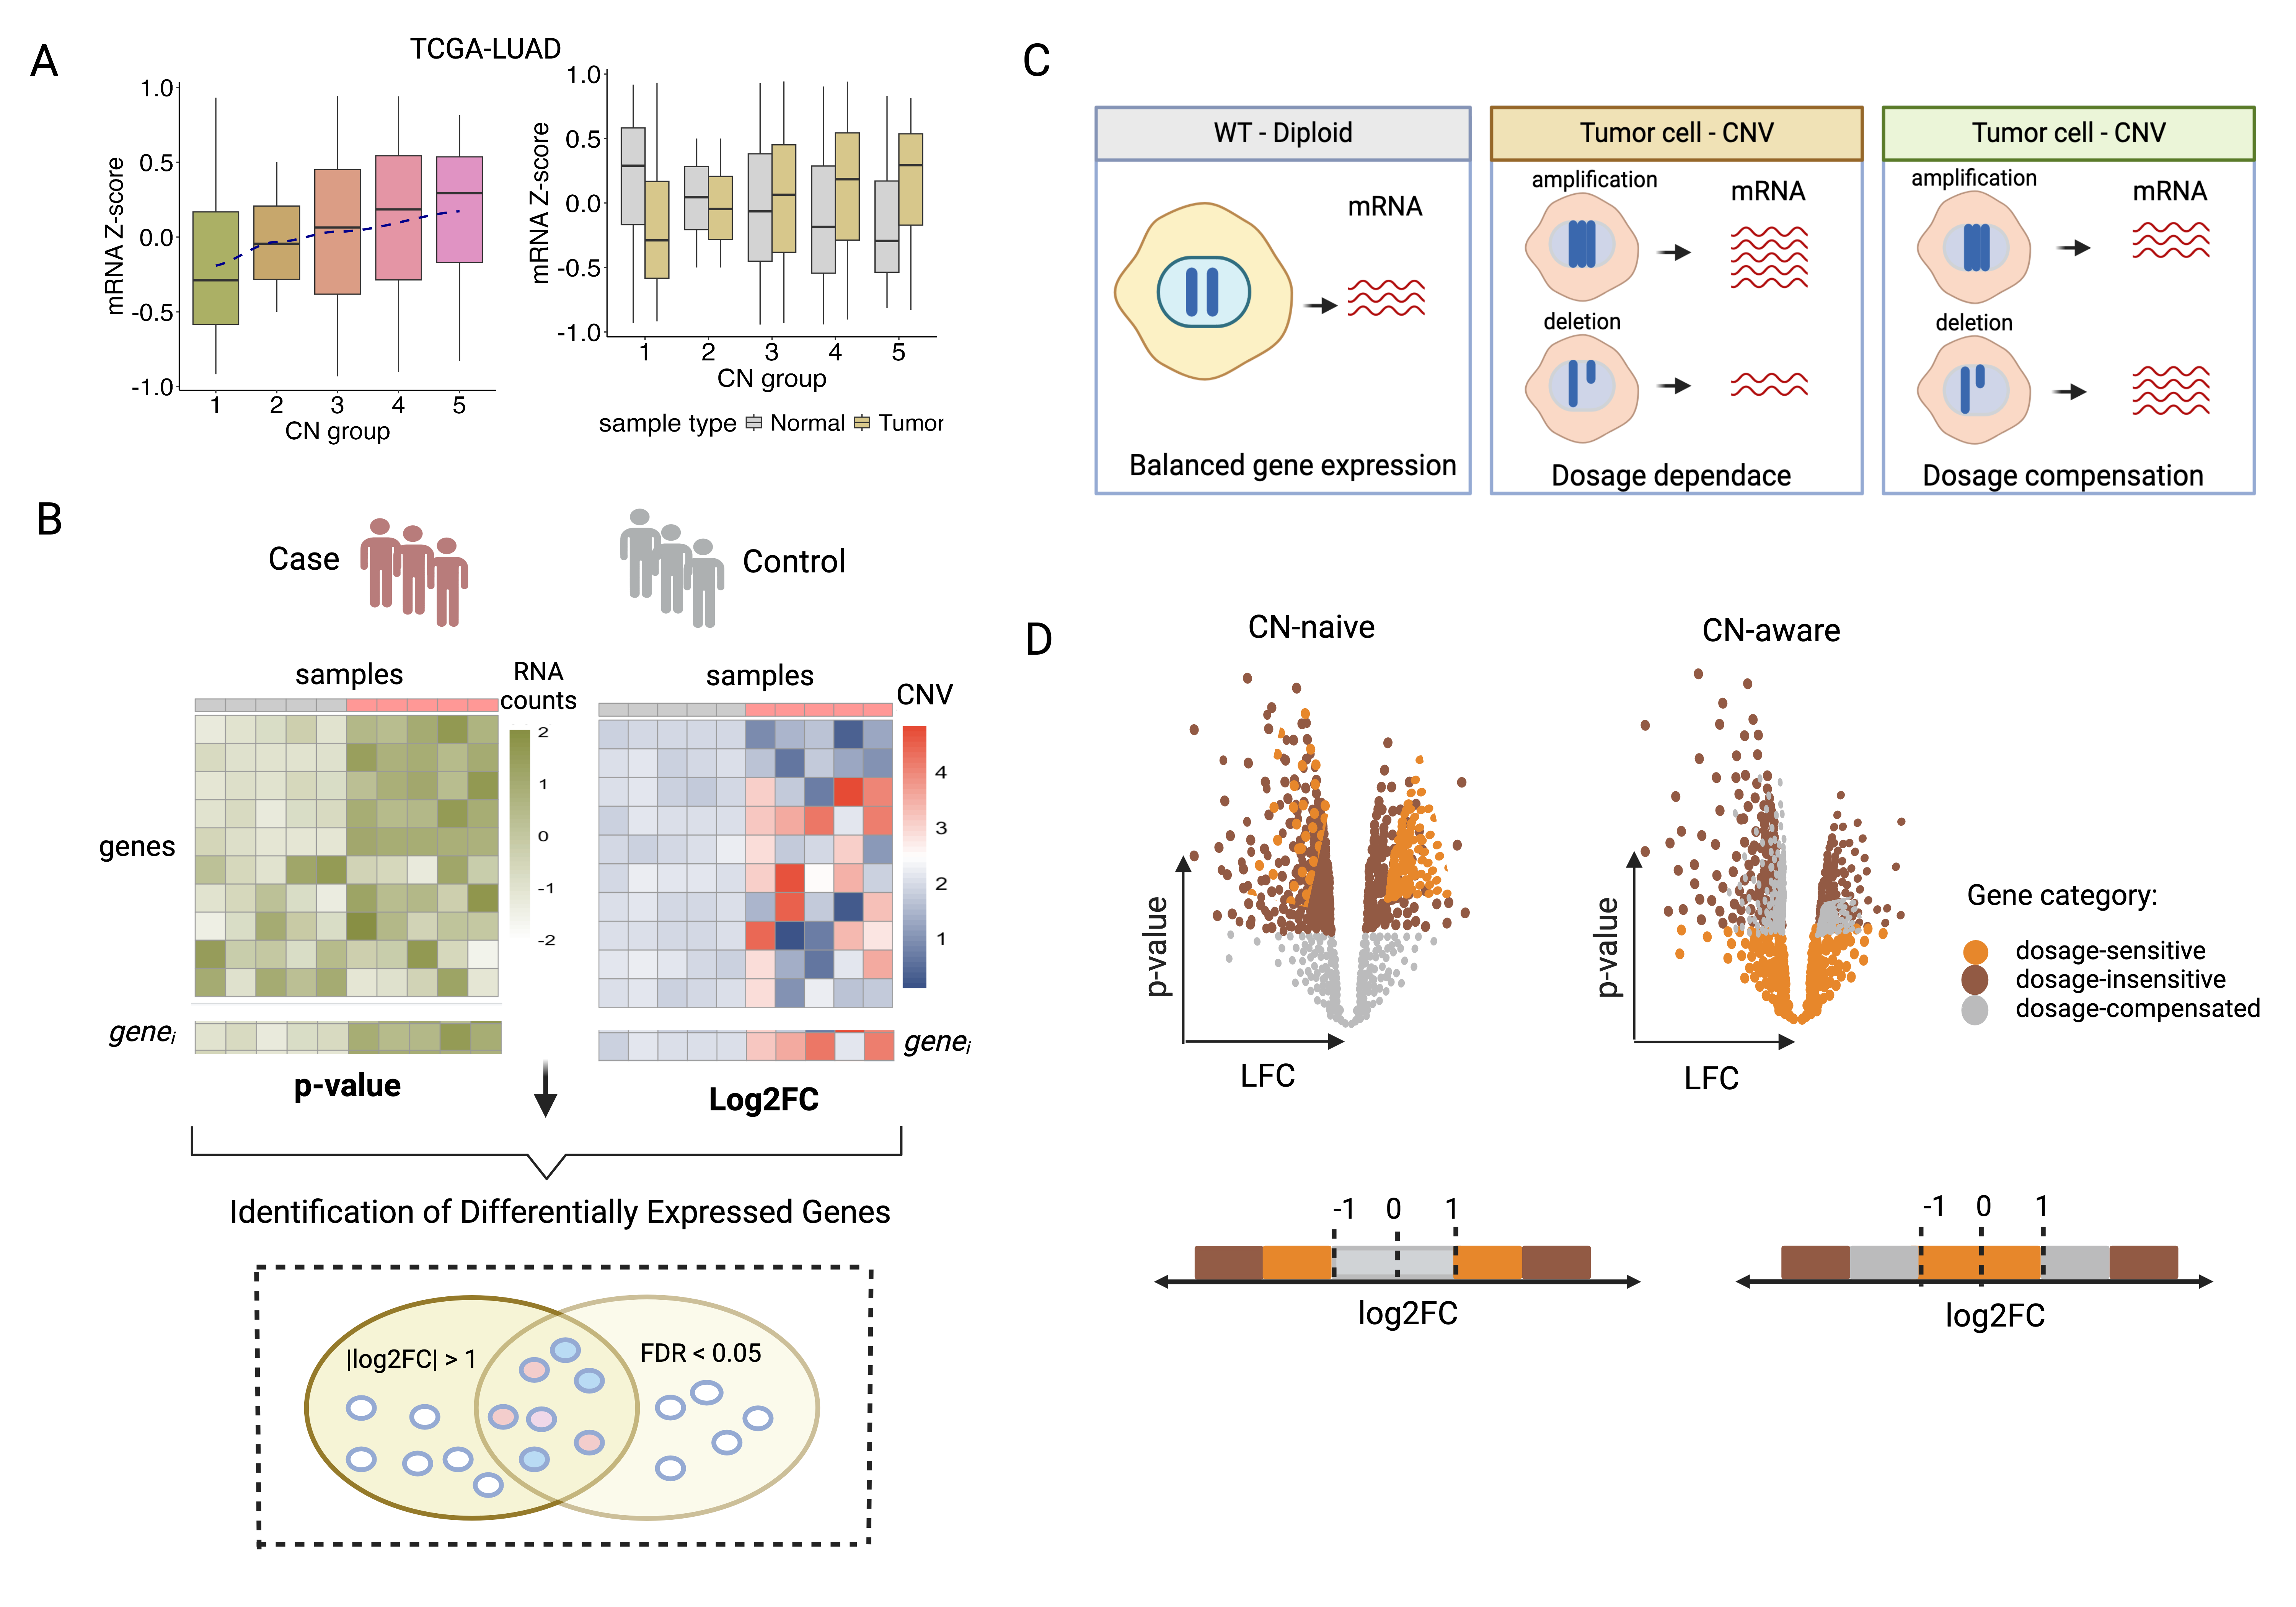 A
TCGA-LUAD
1.0
0.5
0.0
-0.5
-1.0
mRNA Z-score
1 2 3 4 5
CN group
1.0
0.5
0.0
-0.5
-1.0
mRNA Z-score
1 2 3 4 5
CN group
sample type Normal Tumor
B
Case
Control
samples
RNA
counts
2
1
0
-1
-2
genes
gene i
p-value
samples
CNV
4
3
2
1
gene i
Log2FC
Identification of Differentially Expressed Genes
|log2FC| > 1
FDR < 0.05
C
WT - Diploid
mRNA
Balanced gene expression
Tumor cell - CNV
amplification
mRNA
deletion
Dosage dependace
Tumor cell - CNV
amplification
mRNA
deletion
Dosage compensation
D
CN-naive
p-value
LFC
CN-aware
p-value
LFC
Gene category:
dosage-sensitive
dosage-insensitive
dosage-compensated
-1 0 1
log2FC
-1 0 1
log2FC